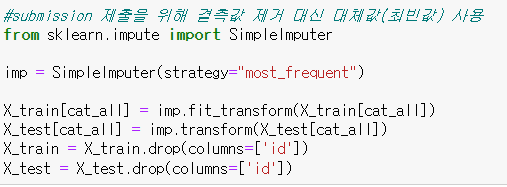 #submission 제출을 위해 결측값 제거 대신 대체값(최빈값) 사용
from sklearn.impute import SimpleImputer
imp = SimpleImputer(strategy="most_frequent")
X_train[cat_all] = imp.fit_transform(X_train[cat_all])
X_test[cat_all] = imp.transform(X_test[cat_all])
X_train = X_train.drop(columns=['id'])
X_test = X_test.drop(columns=['id'])